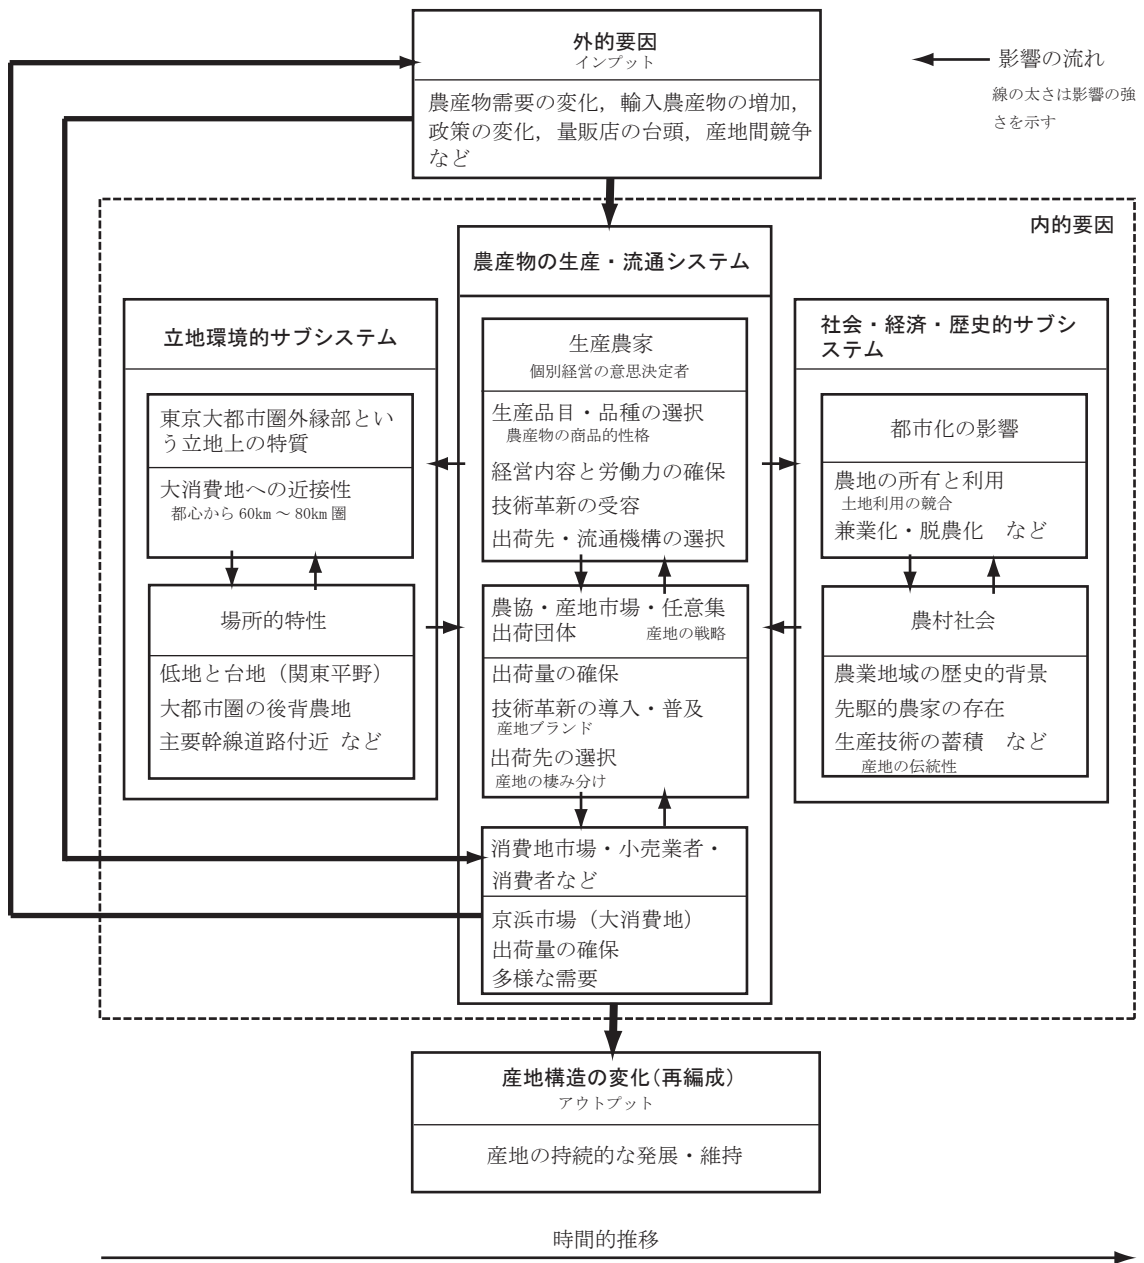 外的要因
インプット
農産物需要の変化，輸入農産物の増加，
政策の変化，量販店の台頭，産地間競争
など
影響の流れ
線の太さは影響の強
さを示す
内的要因
立地環境的サブシステム
東京大都市圏外縁部とい
う立地上の特質
大消費地への近接性
都心から 60km ～ 80km 圏
場所的特性
低地と台地（関東平野）
大都市圏の後背農地
主要幹線道路付近 など
農産物の生産・流通システム
生産農家
個別経営の意思決定者
生産品目・品種の選択
農産物の商品的性格
経営内容と労働力の確保
技術革新の受容
出荷先・流通機構の選択
農協・産地市場・任意集
出荷団体 産地の戦略
出荷量の確保
技術革新の導入・普及
産地ブランド
出荷先の選択
産地の棲み分け
消費地市場・小売業者・
消費者など
京浜市場（大消費地）
出荷量の確保
多様な需要
社会・経済・歴史的サブシ
ステム
都市化の影響
農地の所有と利用
土地利用の競合
兼業化・脱農化 など
農村社会
農業地域の歴史的背景
先駆的農家の存在
生産技術の蓄積 など
産地の伝統性
産地構造の変化（再編成）
アウトプット
産地の持続的な発展・維持
時間的推移